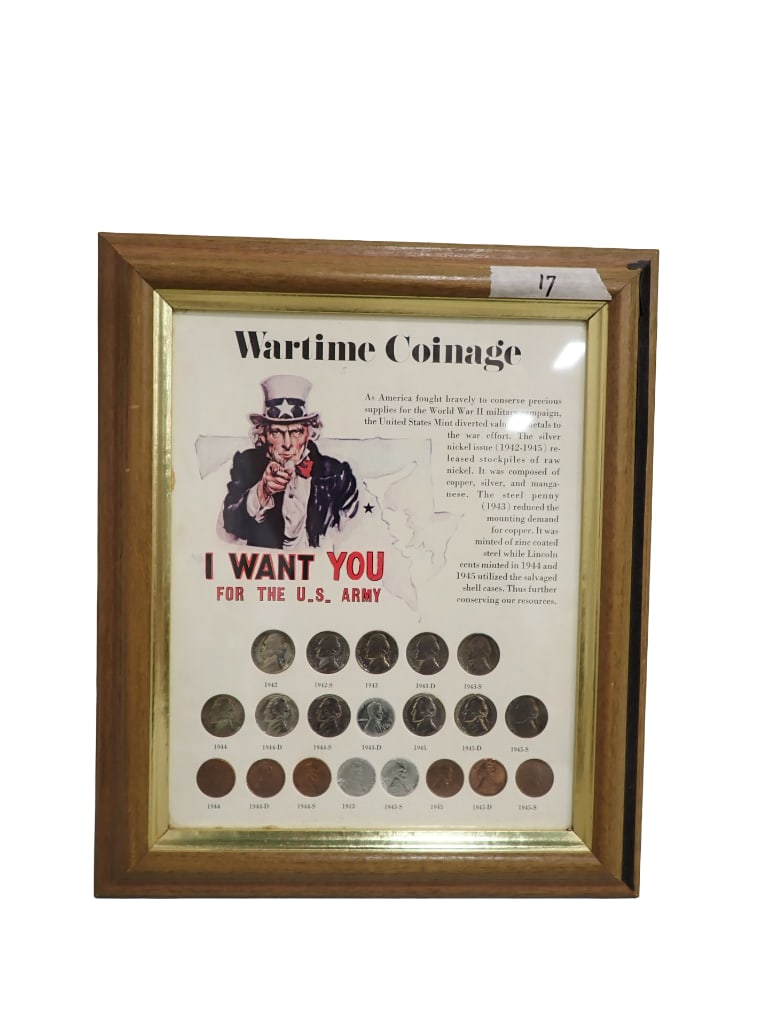 17
Wartime Coinage
As America fought bravely to conserve precious
supplies for the World War II military campaign,
the United States Mint diverted metals to
the war effort. The silver
nickel issue (1942-1945) re-
leased stockpiles of raw
nickel. It was composed of
copper, silver, and manga-
nese. The steel penny
(1943) reduced the
mounting demand
for copper. It was
minted of zinc coated
steel while Lincoln
cents minted in 1944 and
1945 utilized the salvaged
shell cases. Thus further
conserving our resources.
I WANT YOU
FOR THE U.S. ARMY
1942 1942-S 1943 1943-D 1943-S
1944 1944-D 1944-S 1943-D 1945 1945-D 1945-S
1944 1944-D 1944-S 1943 1943-S 1945 1945-D 1945-S